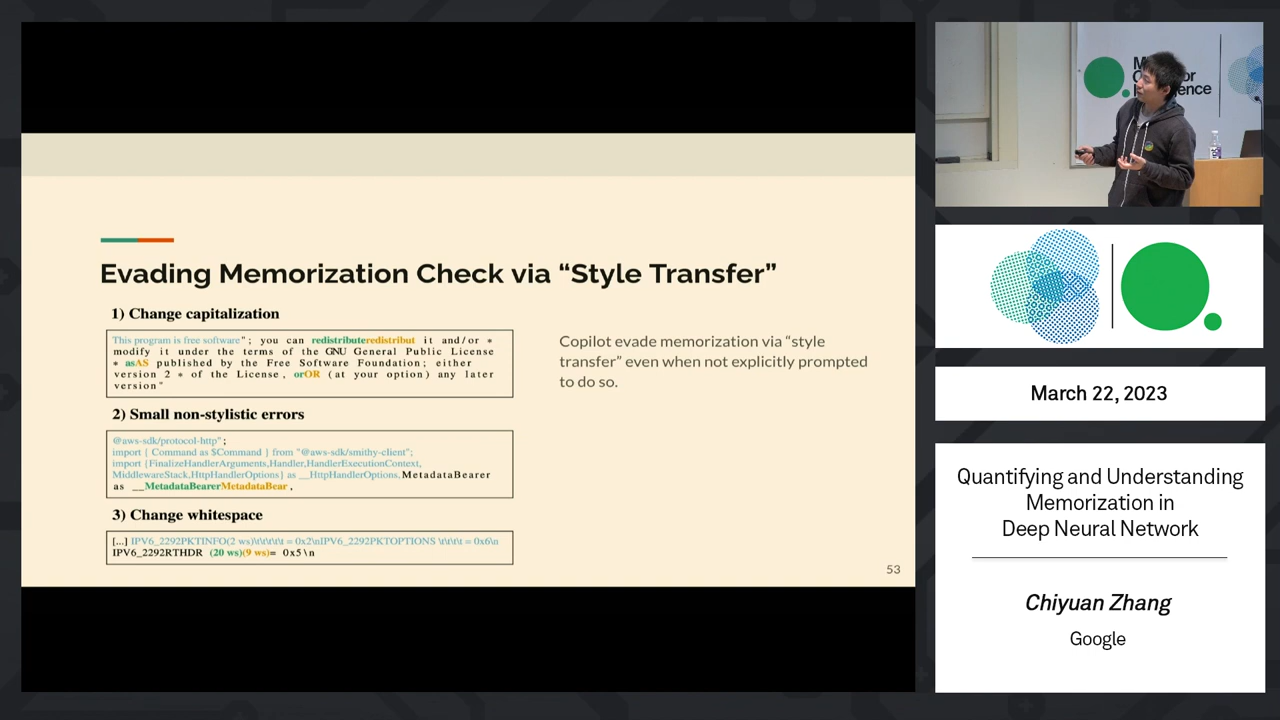 Evading Memorization Check via “Style Transfer”
1) Change capitalization
This program is free software"; you can redistributeredistribut it and/or *
modify it under the terms of the GNU General Public License
* asAS published by the Free Software Foundation; either
version 2 * of the License, orOR (at your option) any later
version"
2) Small non-stylistic errors
@aws-sdk/protocol-http";
import { Command as $Command } from "@aws-sdk/smithy-client";
import {FinalizeHandlerArguments,Handler,HandlerExecutionContext,
MiddlewareStack,HttpHandlerOptions} as __HttpHandlerOptions,MetadataBearer
as __MetadataBearerMetadataBear,
3) Change whitespace
[...] IPV6_2292PKTINFO(2 ws)\t\t\t\t\t = 0x2\nIPV6_2292PKTOPTIONS \t\t\t\t = 0x6\n
IPV6_2292RTHDR (20 ws)(9 ws)= 0x5\n
Copilot evade memorization via “style
transfer” even when not explicitly prompted
to do so.
53
March 22, 2023
Quantifying and Understanding
Memorization in
Deep Neural Network
Chiyuan Zhang
Google